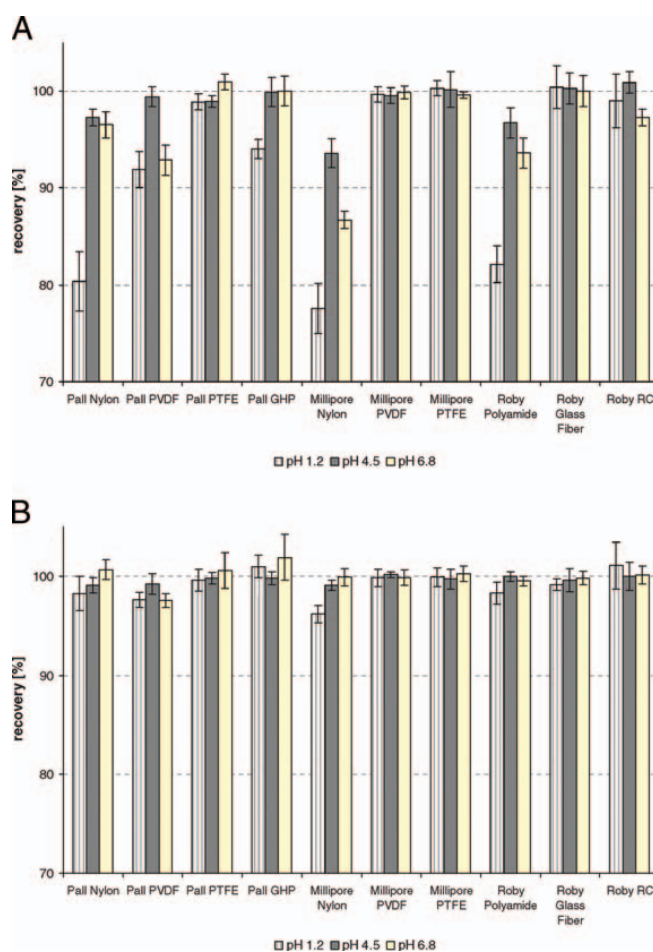 A
recovery [%]
100
90
80
70
Pall Nylon Pall PVDF Pall PTFE Pall GHP Millipore Nylon Millipore PVDF Millipore PTFE Roby Polyamide Roby Glass Fiber Roby RC
pH 1.2 pH 4.5 pH 6.8
B
recovery [%]
100
90
80
70
Pall Nylon Pall PVDF Pall PTFE Pall GHP Millipore Nylon Millipore PVDF Millipore PTFE Roby Polyamide Roby Glass Fiber Roby RC
pH 1.2 pH 4.5 pH 6.8